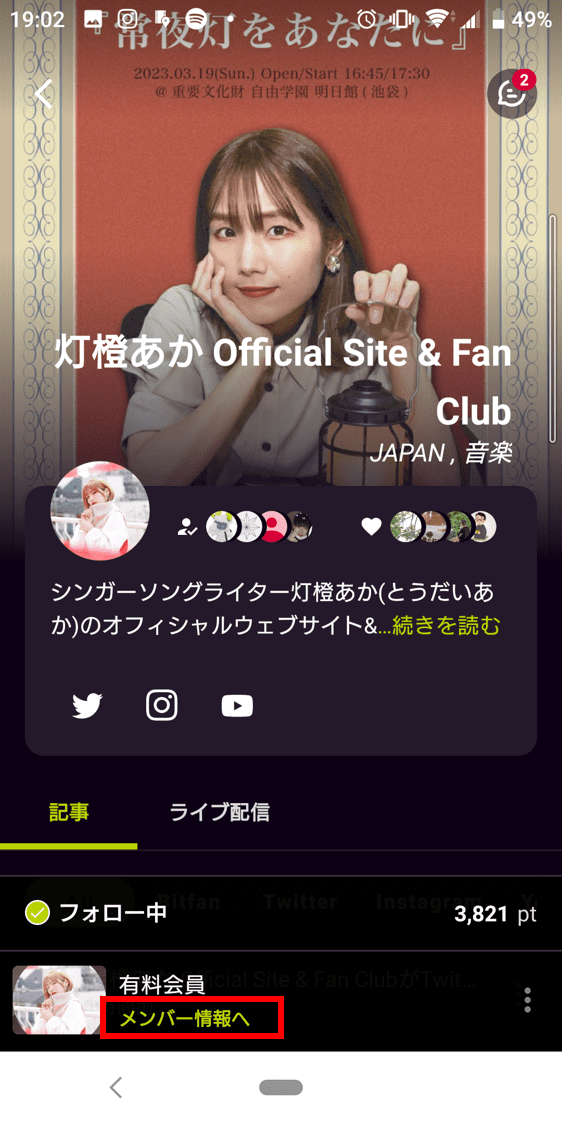 19:02
49%
『常夜灯をあなたに』
2023.03.19(Sun.) Open/Start 16:45/17:30
@ 重要文化財 自由学園 明日館 ( 池袋 )
2
灯橙あか Official Site & Fan
Club
JAPAN , 音楽
シンガーソングライター灯橙あか(とうだいあ
か)のオフィシャルウェブサイト&...続きを読む
記事
ライブ配信
Bitfan
Twitter
Instagram
フォロー中
3,821 pt
Official Site & Fan ClubがTwit...
有料会員
メンバー情報へ